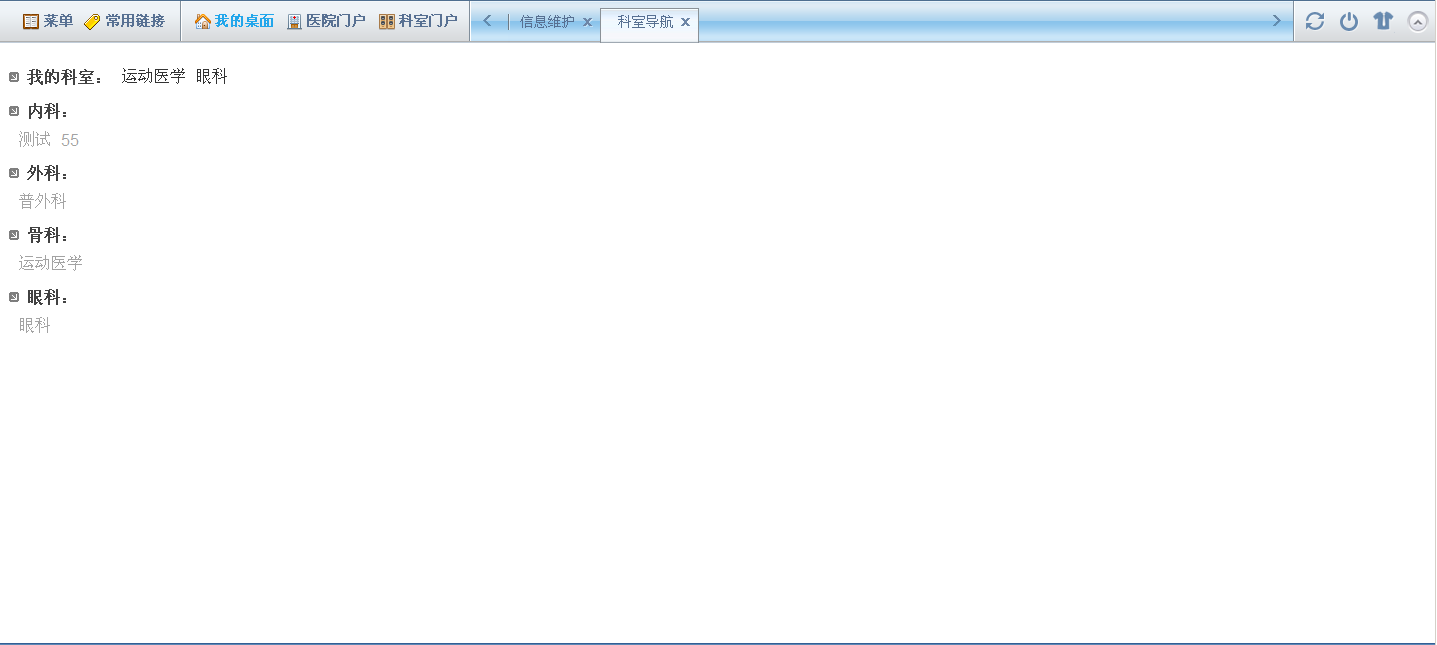 菜单 常用链接 我的桌面 医院门户 科室门户 信息维护 科室导航
我的科室： 运动医学 眼科
内科：
测试 55
外科：
普外科
骨科：
运动医学
眼科：
眼科